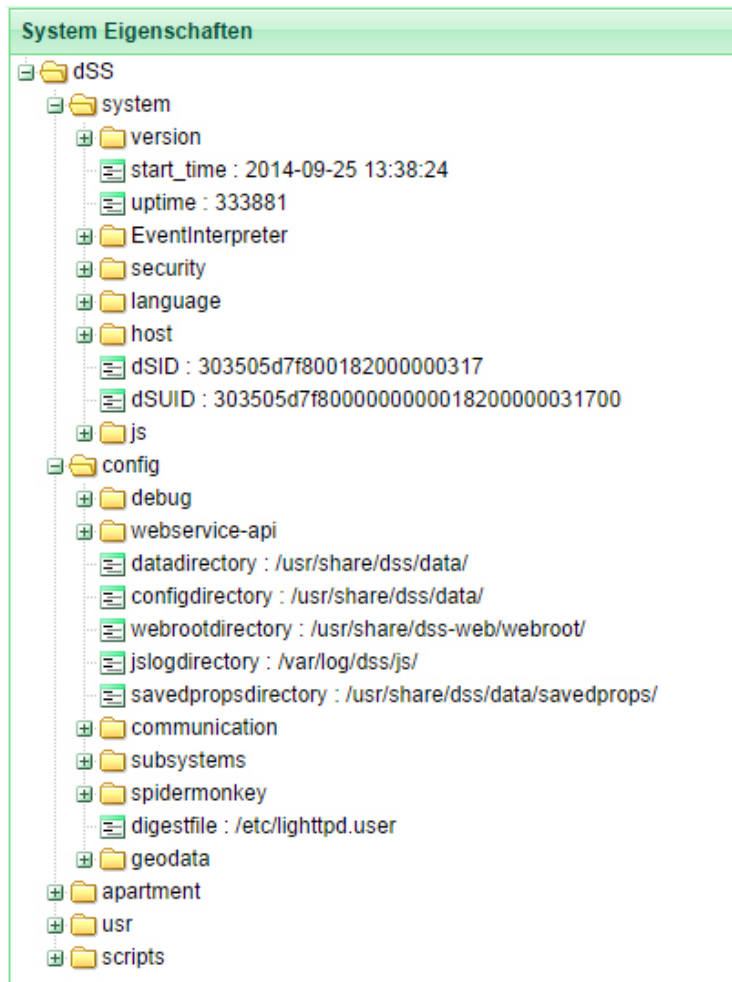 System Eigenschaften
dSS
system
version
start_time : 2014-09-25 13:38:24
uptime : 333881
EventInterpreter
security
language
host
dSID : 303505d7f800182000000317
dSUID : 303505d7f8000000000018200000031700
js
config
debug
webservice-api
datadirectory : /usr/share/dss/data/
configdirectory : /usr/share/dss/data/
webrootdirectory : /usr/share/dss-web/webroot/
jslogdirectory : /var/log/dss/js/
savedpropsdirectory : /usr/share/dss/data/savedprops/
communication
subsystems
spidermonkey
digestfile : /etc/lighttpd.user
geodata
apartment
usr
scripts